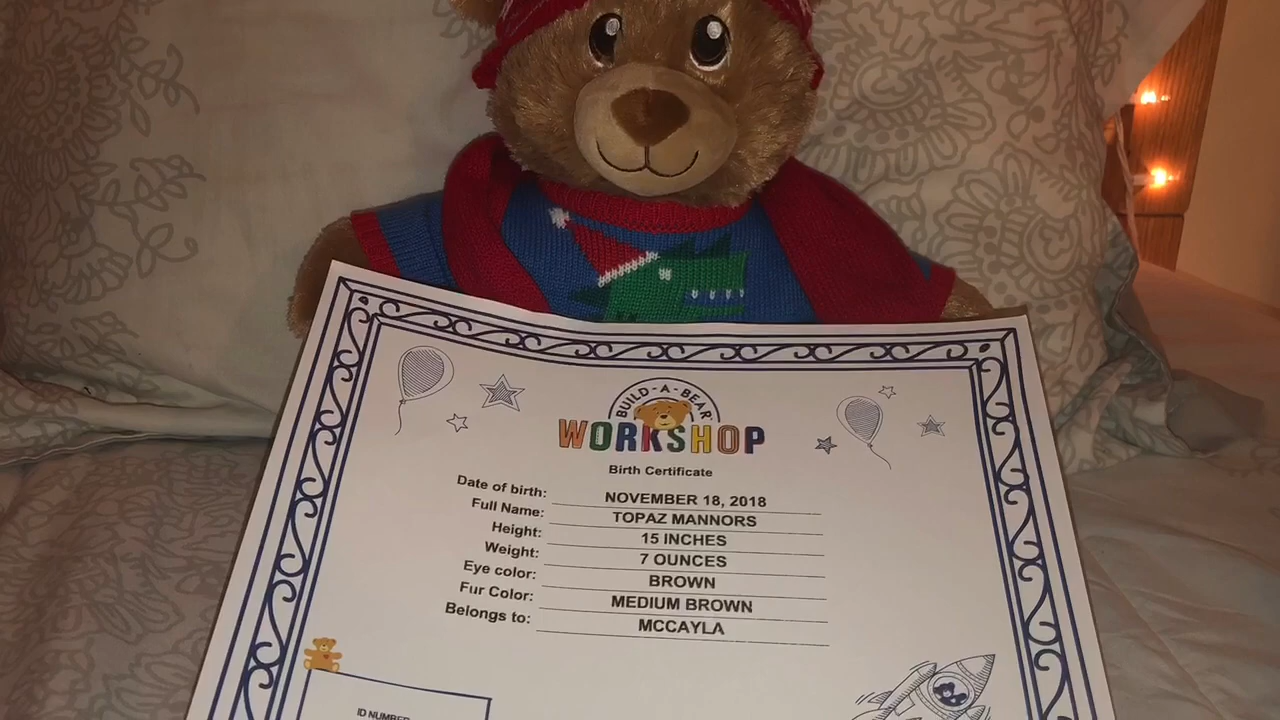 BUILD-A-BEAR
WORKSHOP
Birth Certificate
Date of birth: NOVEMBER 18, 2018
Full Name: TOPAZ MANNORS
Height: 15 INCHES
Weight: 7 OUNCES
Eye color: BROWN
Fur Color: MEDIUM BROWN
Belongs to: MCCAYLA
ID NUMBER